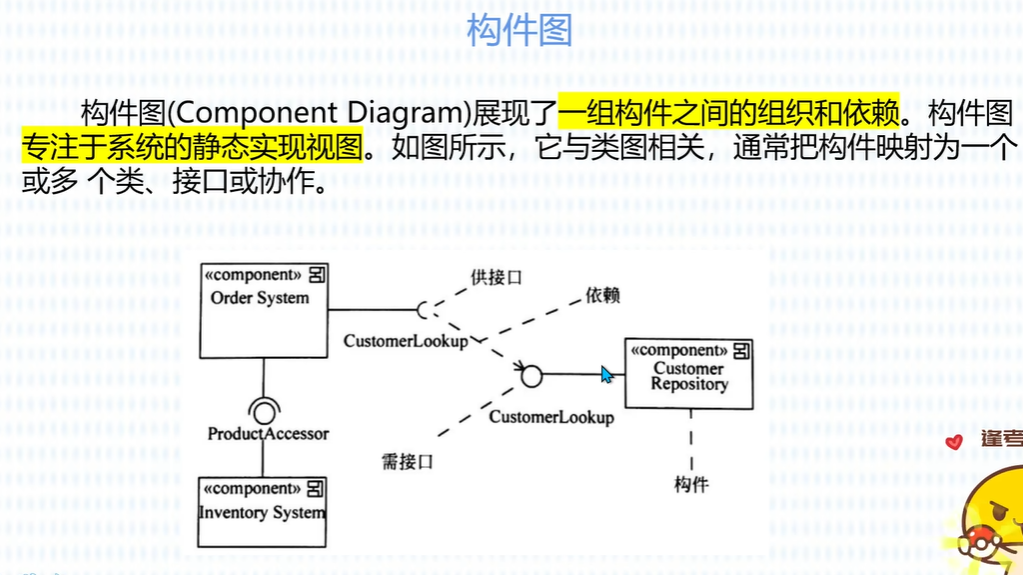 构件图
构件图(Component Diagram)展现了一组构件之间的组织和依赖。构件图
专注于系统的静态实现视图。如图所示，它与类图相关，通常把构件映射为一个
或多 个类、接口或协作。
«component»
Order System
供接口
依赖
CustomerLookup
«component»
Customer
Repository
CustomerLookup
ProductAccessor
需接口
构件
«component»
Inventory System
逢考